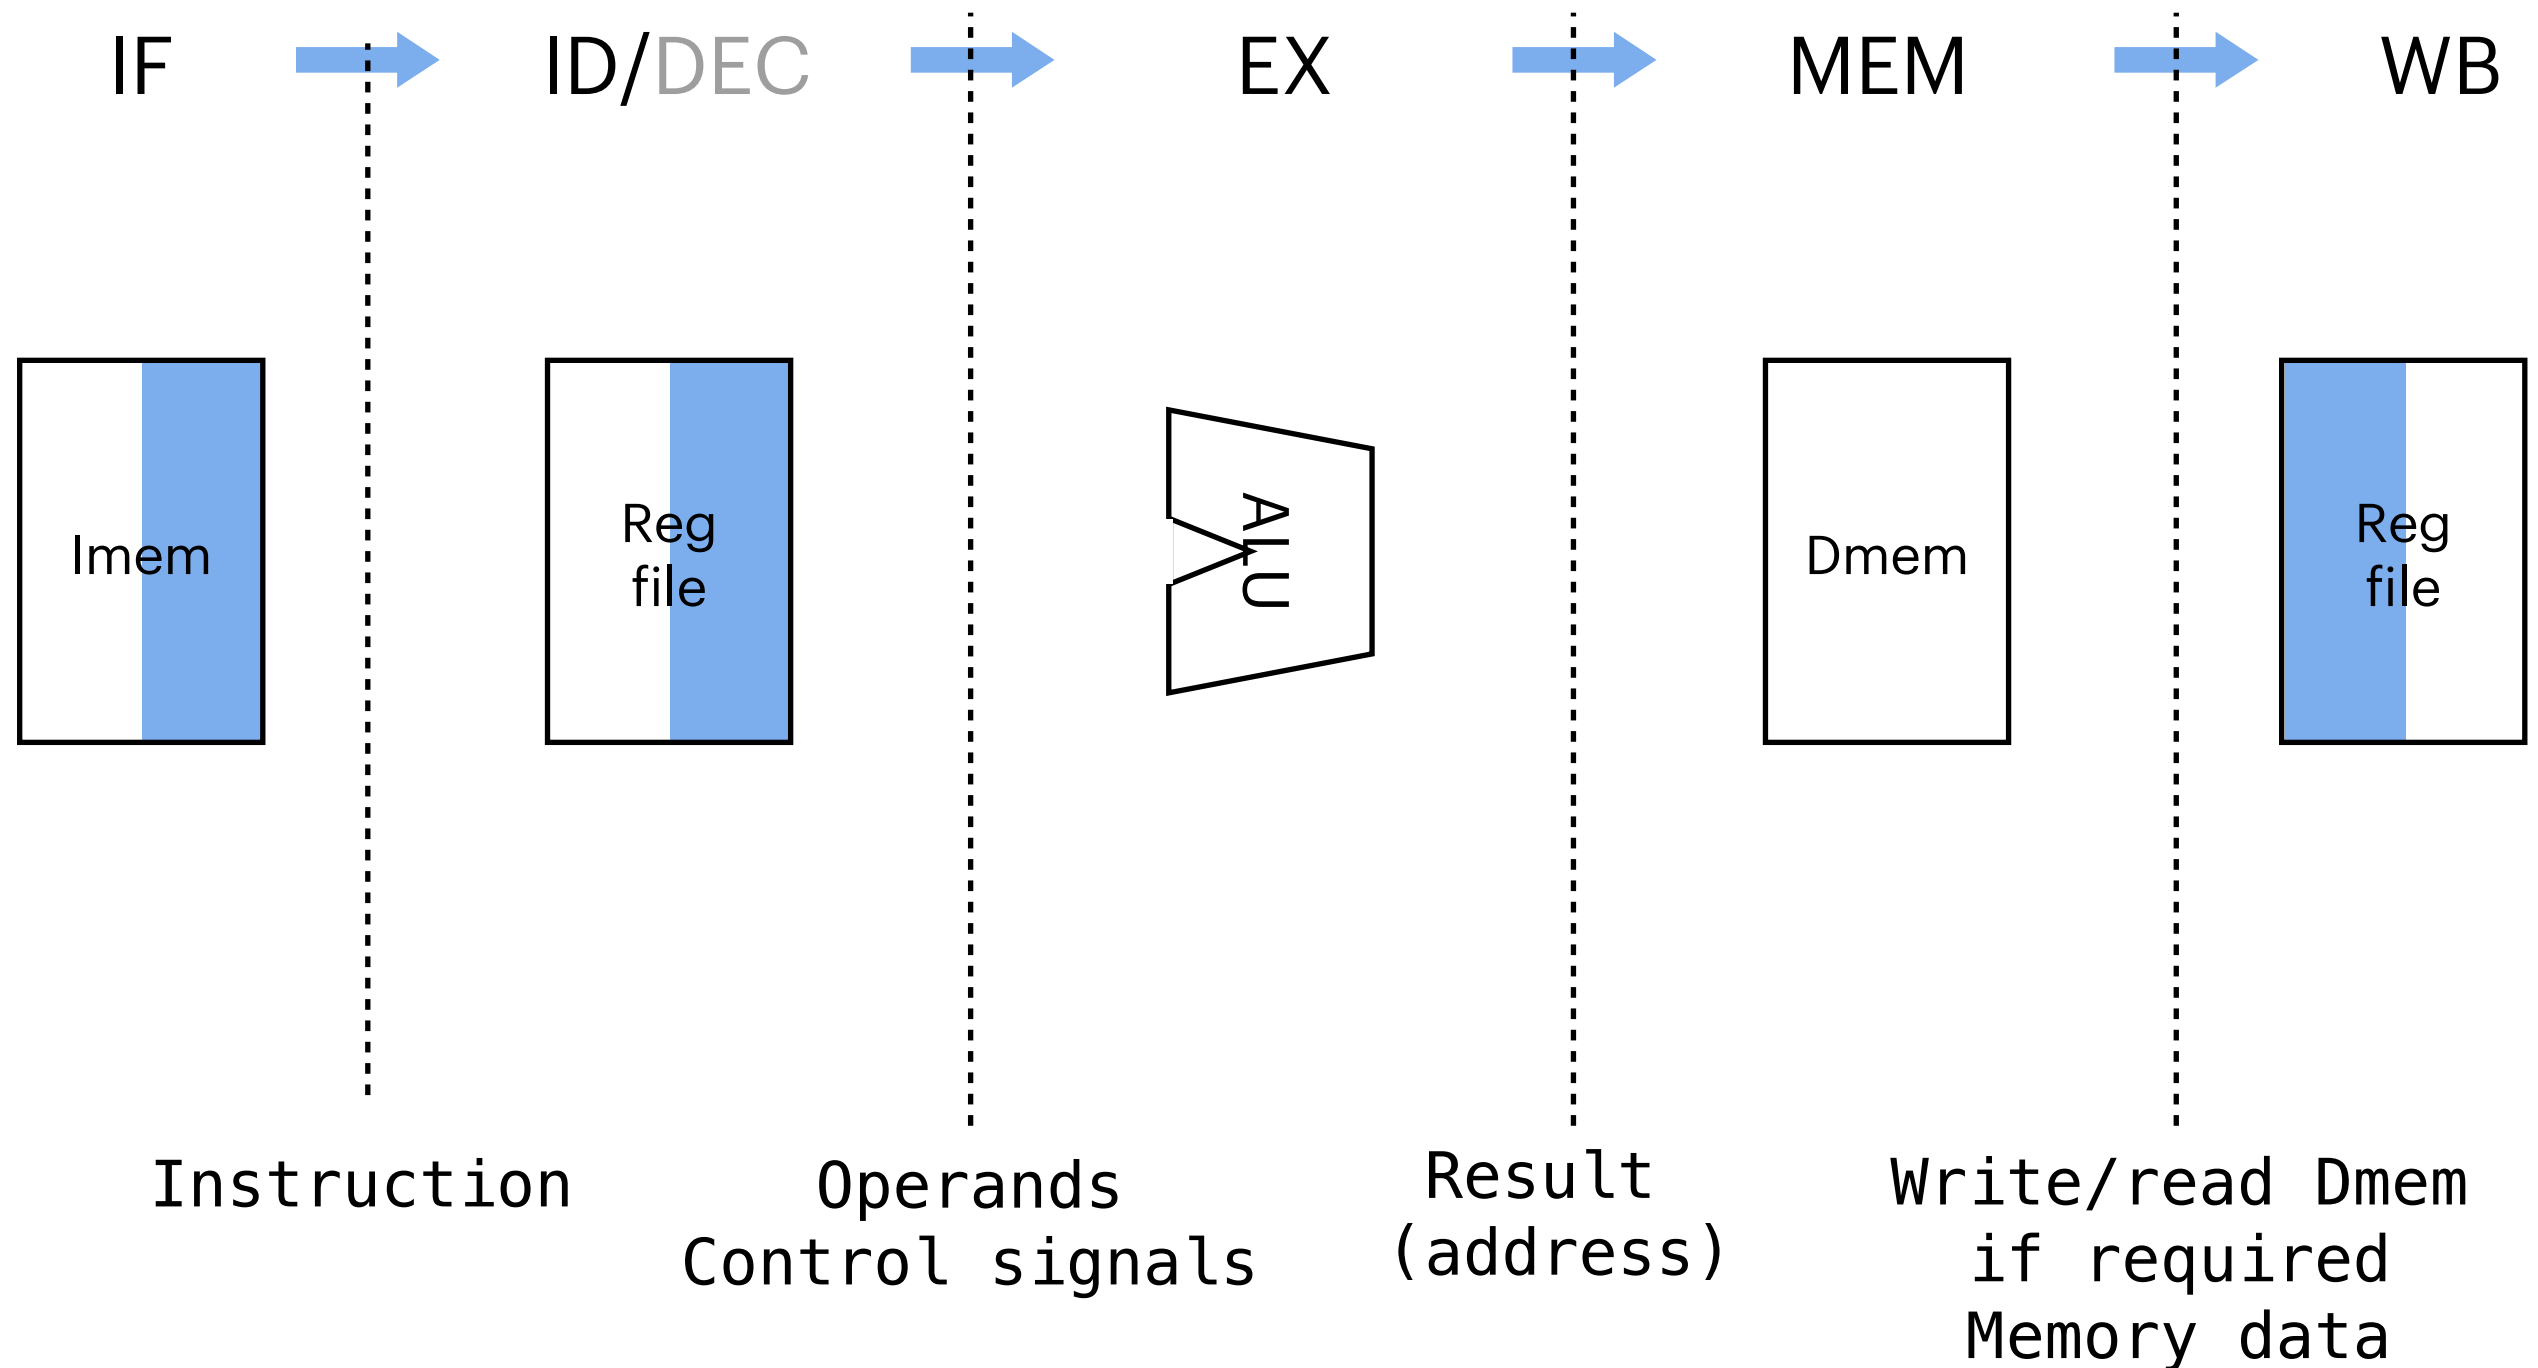 IF
ID/DEC
EX
MEM
WB
Imem
Reg
file
ALU
Dmem
Reg
file
Instruction
Operands
Control signals
Result
(address)
Write/read Dmem
if required
Memory data